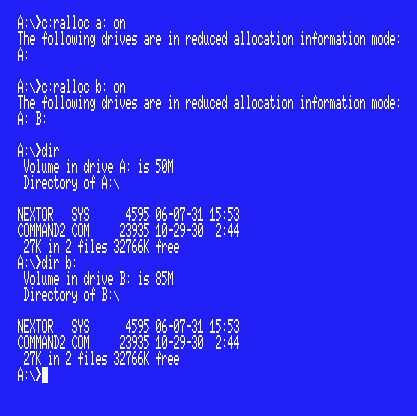 A:\>c:ralloc a: on
The following drives are in reduced allocation information mode:
A:
A:\>c:ralloc b: on
The following drives are in reduced allocation information mode:
A: B:
A:\>dir
Volume in drive A: is 50M
Directory of A:\
NEXTOR   SYS      4595 06-07-31 15:53
COMMAND2 COM     23935 10-29-30  2:44
27K in 2 files 32766K free
A:\>dir b:
Volume in drive B: is 85M
Directory of B:\
NEXTOR   SYS      4595 06-07-31 15:53
COMMAND2 COM     23935 10-29-30  2:44
27K in 2 files 32766K free
A:\>